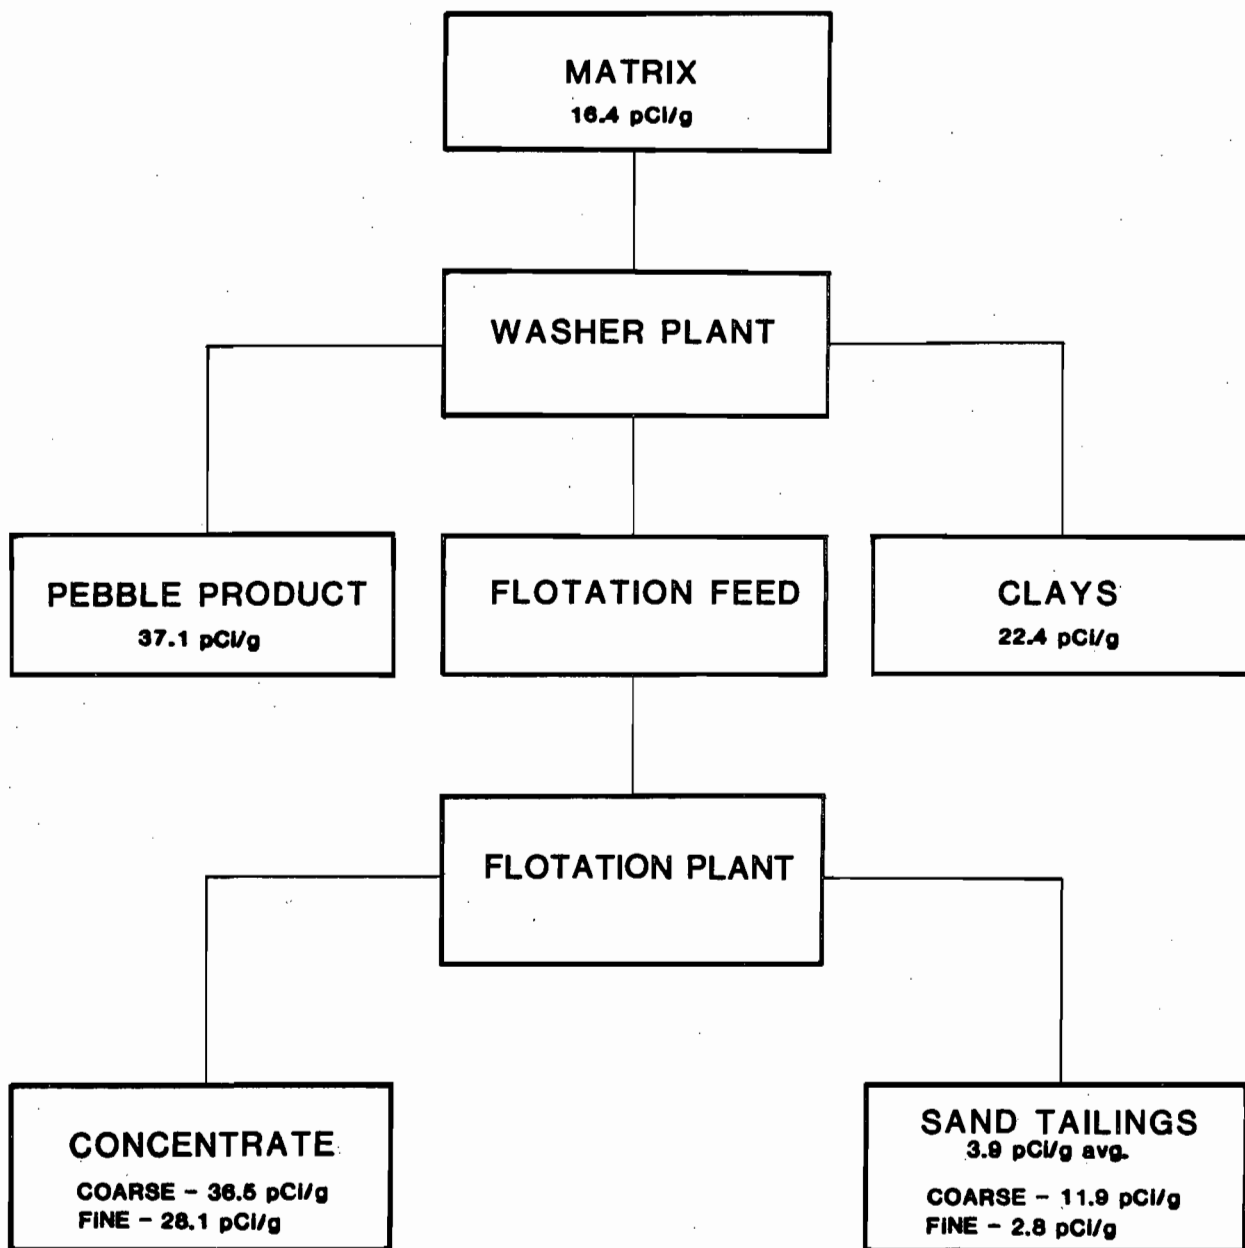 MATRIX
16.4 pCi/g
WASHER PLANT
PEBBLE PRODUCT
37.1 pCi/g
FLOTATION FEED
CLAYS
22.4 pCi/g
FLOTATION PLANT
CONCENTRATE
COARSE - 36.5 pCi/g
FINE - 28.1 pCi/g
SAND TAILINGS
3.9 pCi/g avg.
COARSE - 11.9 pCi/g
FINE - 2.8 pCi/g